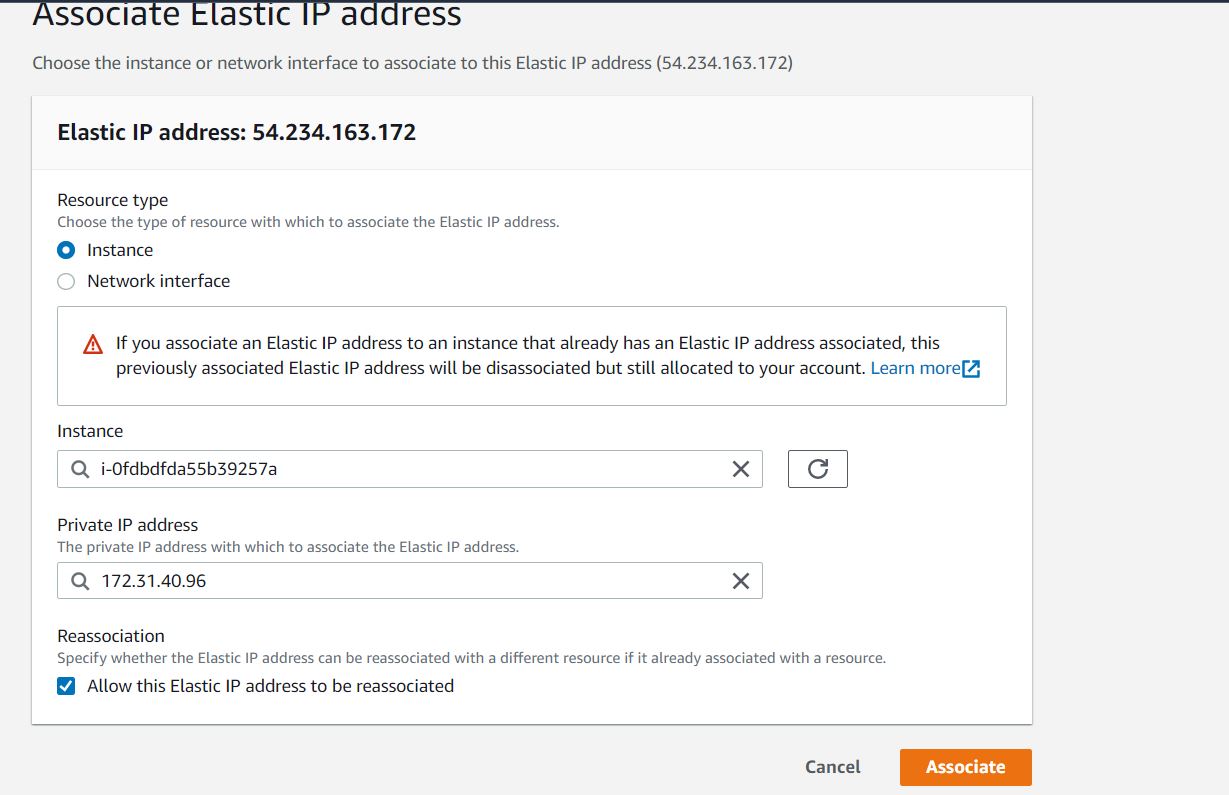 Associate Elastic IP address
Choose the instance or network interface to associate to this Elastic IP address (54.234.163.172)
Elastic IP address: 54.234.163.172
Resource type
Choose the type of resource with which to associate the Elastic IP address.
Instance
Network interface
If you associate an Elastic IP address to an instance that already has an Elastic IP address associated, this
previously associated Elastic IP address will be disassociated but still allocated to your account. Learn more
Instance
i-0fdbdfda55b39257a
Private IP address
The private IP address with which to associate the Elastic IP address.
172.31.40.96
Reassociation
Specify whether the Elastic IP address can be reassociated with a different resource if it already associated with a resource.
Allow this Elastic IP address to be reassociated
Cancel
Associate